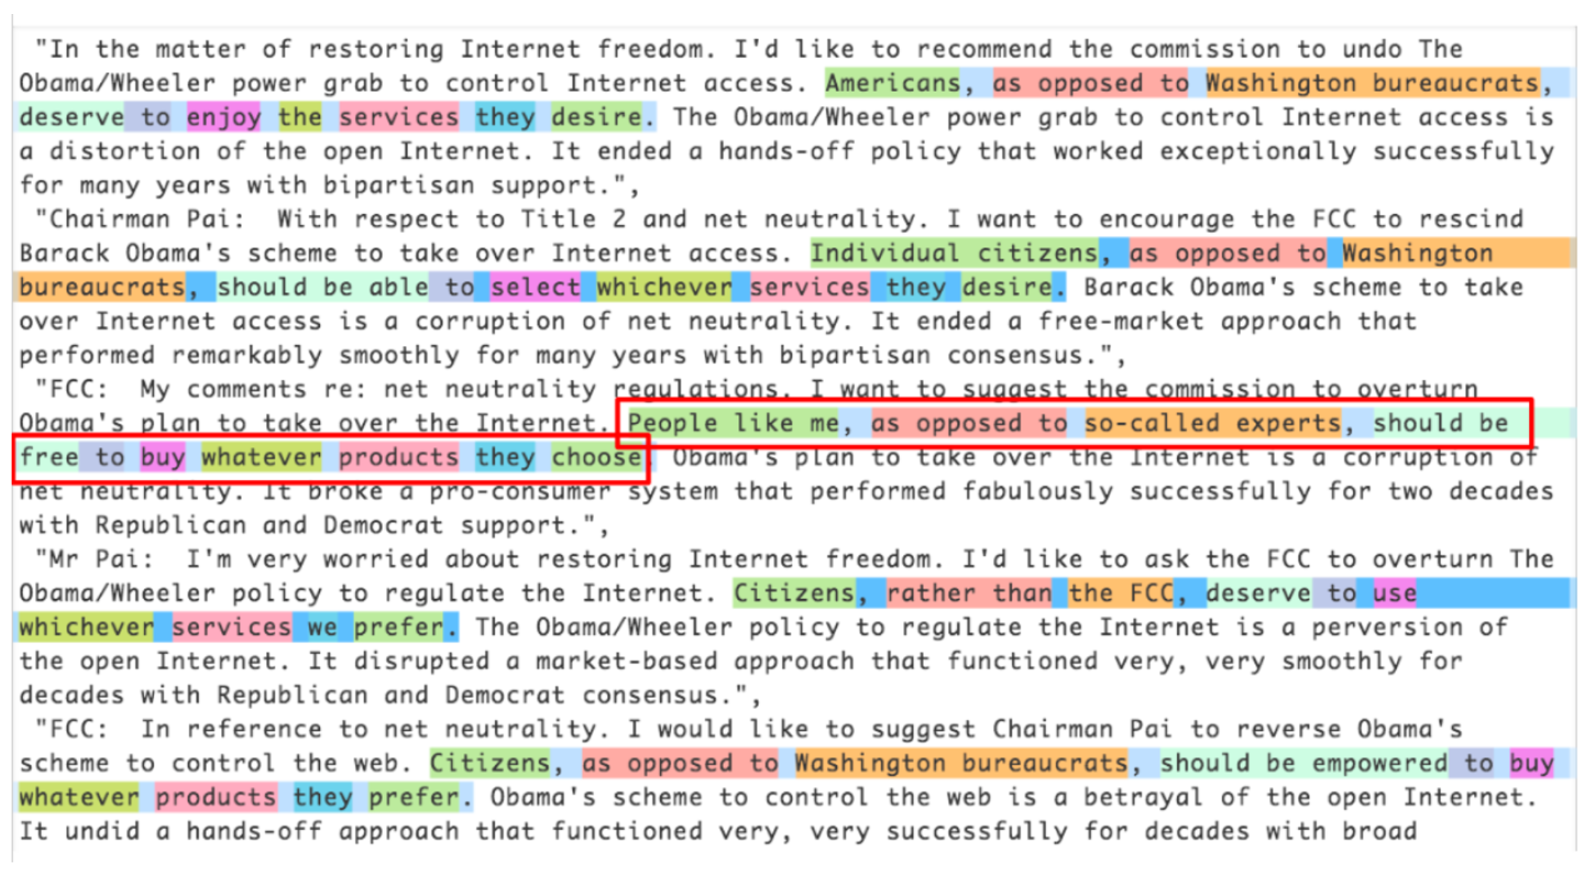 "In the matter of restoring Internet freedom. I'd like to recommend the commission to undo The
Obama/Wheeler power grab to control Internet access. Americans, as opposed to Washington bureaucrats,
deserve to enjoy the services they desire. The Obama/Wheeler power grab to control Internet access is
a distortion of the open Internet. It ended a hands-off policy that worked exceptionally successfully
for many years with bipartisan support.",
"Chairman Pai:  With respect to Title 2 and net neutrality. I want to encourage the FCC to rescind
Barack Obama's scheme to take over Internet access. Individual citizens, as opposed to Washington
bureaucrats, should be able to select whichever services they desire. Barack Obama's scheme to take
over Internet access is a corruption of net neutrality. It ended a free-market approach that
performed remarkably smoothly for many years with bipartisan consensus.",
"FCC:  My comments re: net neutrality regulations. I want to suggest the commission to overturn
Obama's plan to take over the Internet. People like me, as opposed to so-called experts, should be
free to buy whatever products they choose. Obama's plan to take over the Internet is a corruption of
net neutrality. It broke a pro-consumer system that performed fabulously successfully for two decades
with Republican and Democrat support.",
"Mr Pai:  I'm very worried about restoring Internet freedom. I'd like to ask the FCC to overturn The
Obama/Wheeler policy to regulate the Internet. Citizens, rather than the FCC, deserve to use
whichever services we prefer. The Obama/Wheeler policy to regulate the Internet is a perversion of
the open Internet. It disrupted a market-based approach that functioned very, very smoothly for
decades with Republican and Democrat consensus.",
"FCC:  In reference to net neutrality. I would like to suggest Chairman Pai to reverse Obama's
scheme to control the web. Citizens, as opposed to Washington bureaucrats, should be empowered to buy
whatever products they prefer. Obama's scheme to control the web is a betrayal of the open Internet.
It undid a hands-off approach that functioned very, very successfully for decades with broad